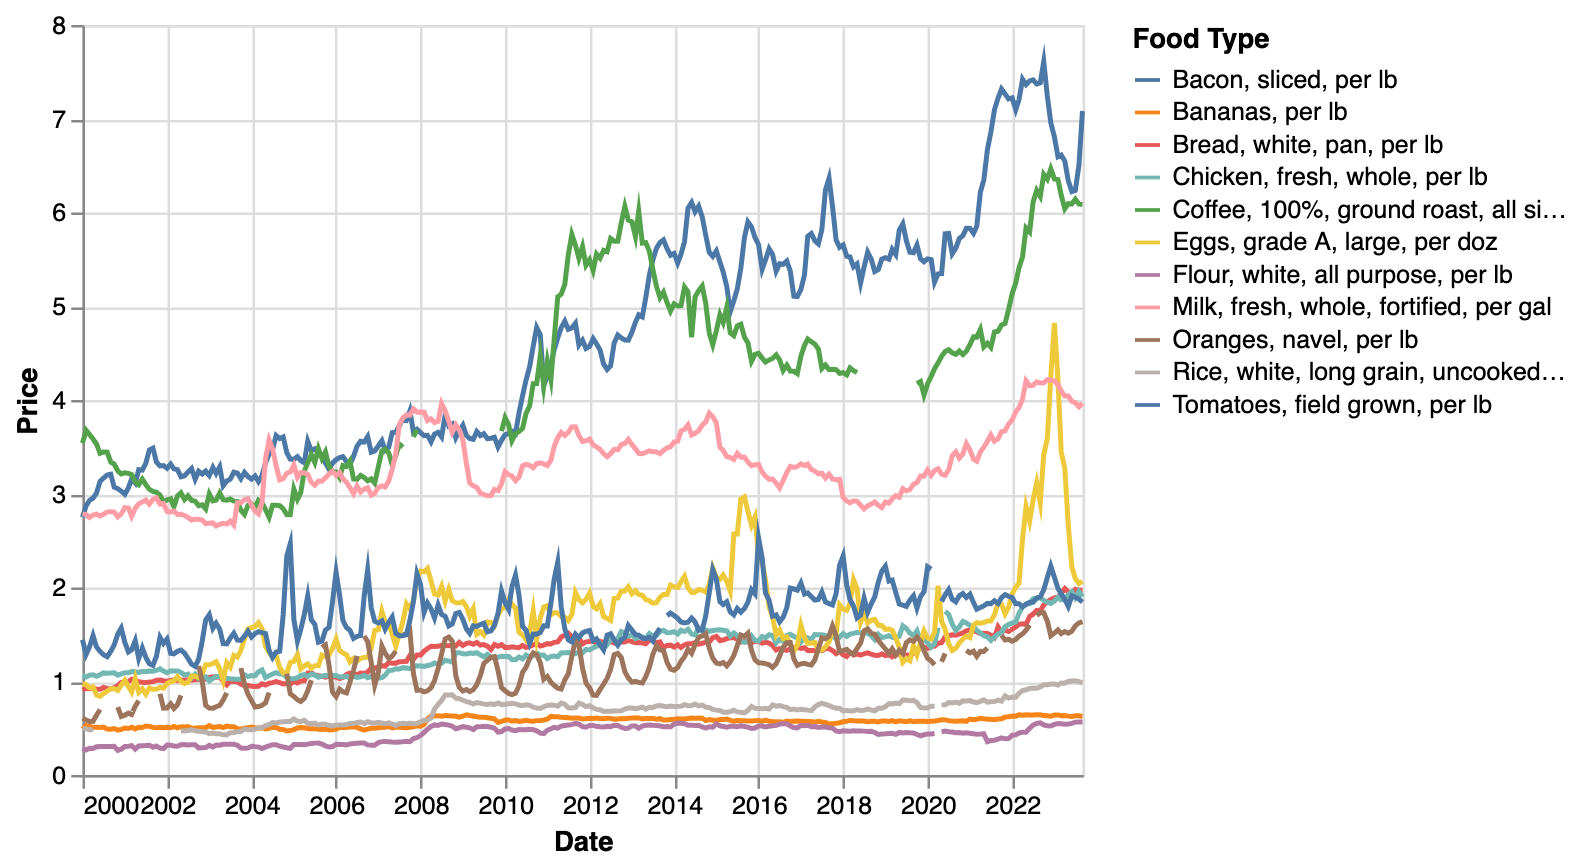 8
7
6
5
4
3
2
1
0
Price
2000 2002 2004 2006 2008 2010 2012 2014 2016 2018 2020 2022
Date
Food Type
Bacon, sliced, per lb
Bananas, per lb
Bread, white, pan, per lb
Chicken, fresh, whole, per lb
Coffee, 100%, ground roast, all si…
Eggs, grade A, large, per doz
Flour, white, all purpose, per lb
Milk, fresh, whole, fortified, per gal
Oranges, navel, per lb
Rice, white, long grain, uncooked…
Tomatoes, field grown, per lb